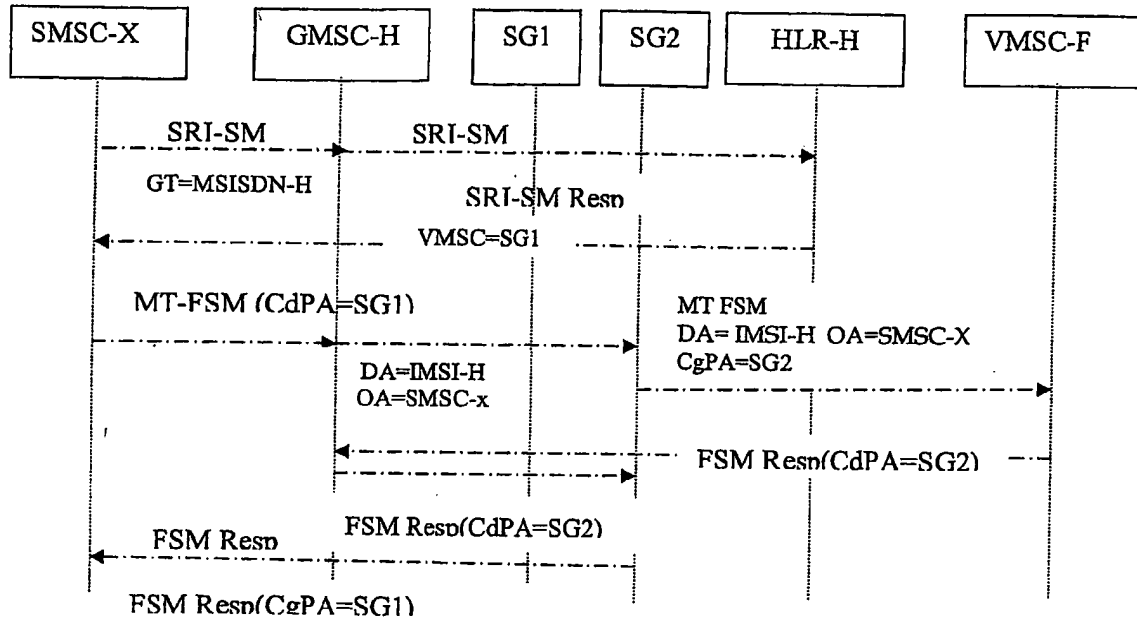 SMSC-X
GMSC-H
SG1
SG2
HLR-H
VMSC-F
SRI-SM
SRI-SM
GT=MSISDN-H
SRI-SM Resp
VMSC=SG1
MT-FSM (CdPA=SG1)
MT FSM
DA= IMSI-H OA=SMSC-X
CgPA=SG2
DA=IMSI-H
OA=SMSC-x
FSM Resp(CdPA=SG2)
FSM Resp(CdPA=SG2)
FSM Resp
FSM Resp(CgPA=SG1)